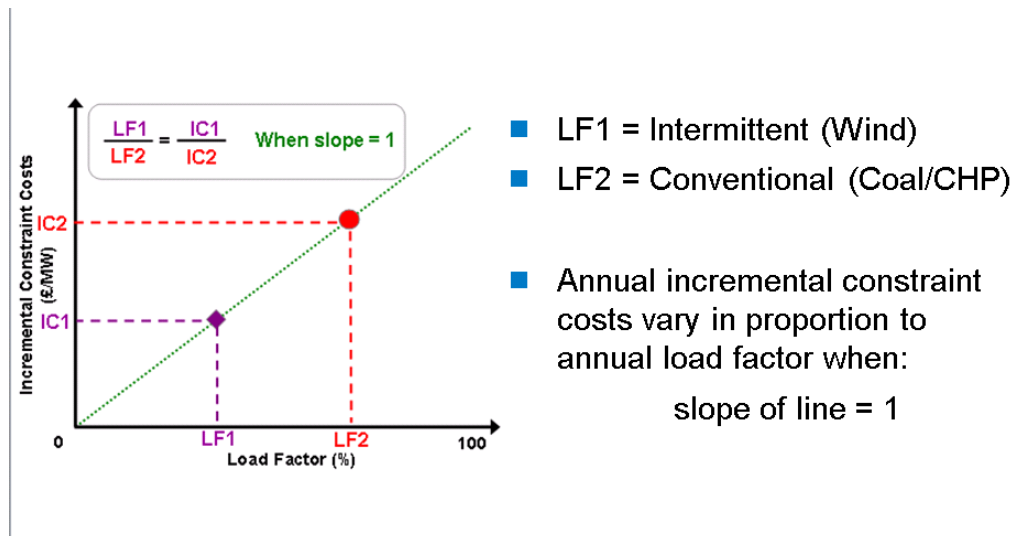 LF1 = IC1
LF2 IC2
When slope = 1
Incremental Constraint Costs
(£/MW)
IC2
IC1
0
LF1
LF2
100
Load Factor (%)
LF1 = Intermittent (Wind)
LF2 = Conventional (Coal/CHP)
Annual incremental constraint
costs vary in proportion to
annual load factor when:
slope of line = 1